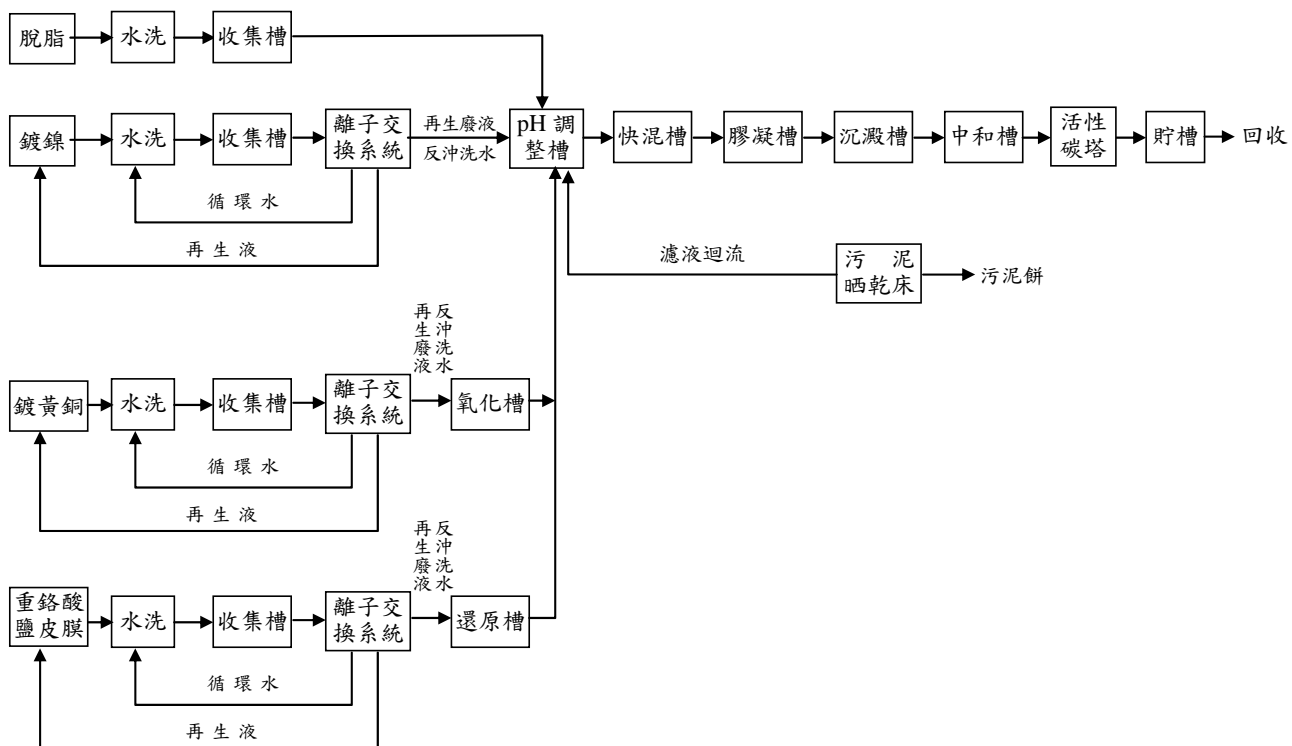 脫脂
水洗
收集槽
鍍鎳
水洗
收集槽
離子交
換系統
再生廢液
反沖洗水
pH 調
整槽
快混槽
膠凝槽
沉澱槽
中和槽
活性
碳塔
貯槽
回收
循環水
再生液
濾液迴流
污泥
晒乾床
污泥餅
鍍黃銅
水洗
收集槽
離子交
換系統
再生廢液
反沖洗水
氧化槽
循環水
再生液
重鉻酸
鹽皮膜
水洗
收集槽
離子交
換系統
再生廢液
反沖洗水
還原槽
循環水
再生液